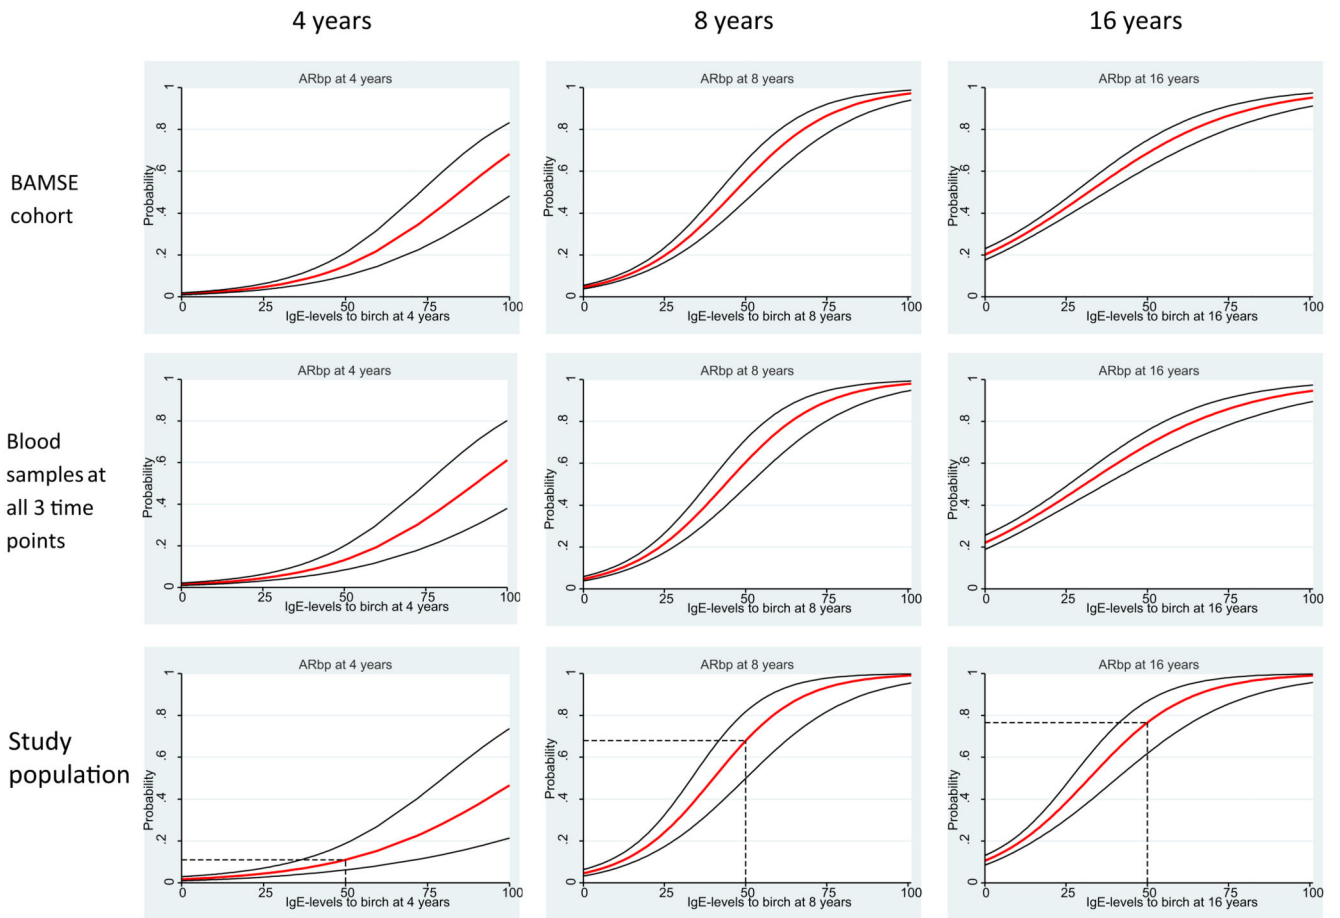 4 years 8 years 16 years
BAMSE
cohort
ARbp at 4 years
Probability
0 .2 .4 .6 .8 1
0 25 50 75 100
IgE-levels to birch at 4 years
ARbp at 8 years
Probability
0 .2 .4 .6 .8 1
0 25 50 75 100
IgE-levels to birch at 8 years
ARbp at 16 years
Probability
0 .2 .4 .6 .8 1
0 25 50 75 100
IgE-levels to birch at 16 years
Blood
samples at
all 3 time
points
ARbp at 4 years
Probability
0 .2 .4 .6 .8 1
0 25 50 75 100
IgE-levels to birch at 4 years
ARbp at 8 years
Probability
0 .2 .4 .6 .8 1
0 25 50 75 100
IgE-levels to birch at 8 years
ARbp at 16 years
Probability
0 .2 .4 .6 .8 1
0 25 50 75 100
IgE-levels to birch at 16 years
Study
population
ARbp at 4 years
Probability
0 .2 .4 .6 .8 1
0 25 50 75 100
IgE-levels to birch at 4 years
ARbp at 8 years
Probability
0 .2 .4 .6 .8 1
0 25 50 75 100
IgE-levels to birch at 8 years
ARbp at 16 years
Probability
0 .2 .4 .6 .8 1
0 25 50 75 100
IgE-levels to birch at 16 years